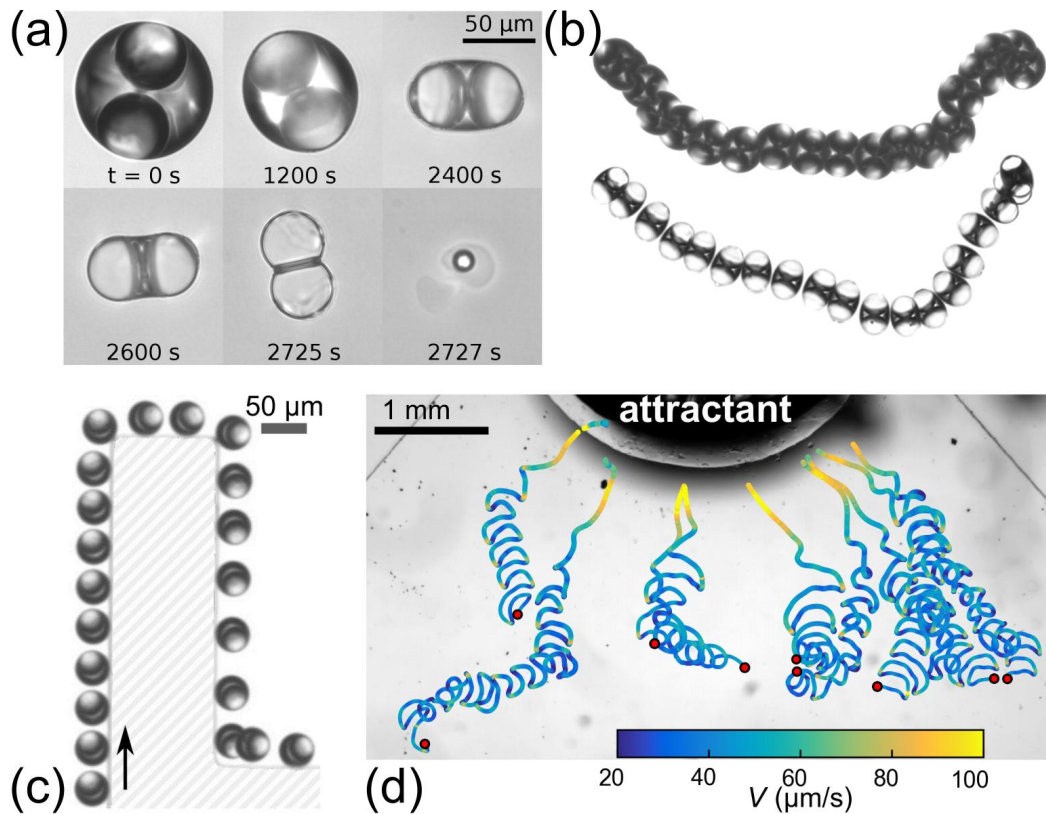 (a)
50 µm
t = 0 s
1200 s
2400 s
2600 s
2725 s
2727 s
(b)
(c)
50 µm
(d)
1 mm
attractant
20 40 60 80 100
V (µm/s)